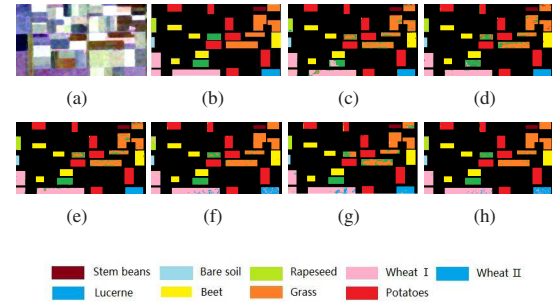 (a) (b) (c) (d)
(e) (f) (g) (h)
Stem beans Bare soil Rapeseed Wheat I Wheat II
Lucerne Beet Grass Potatoes